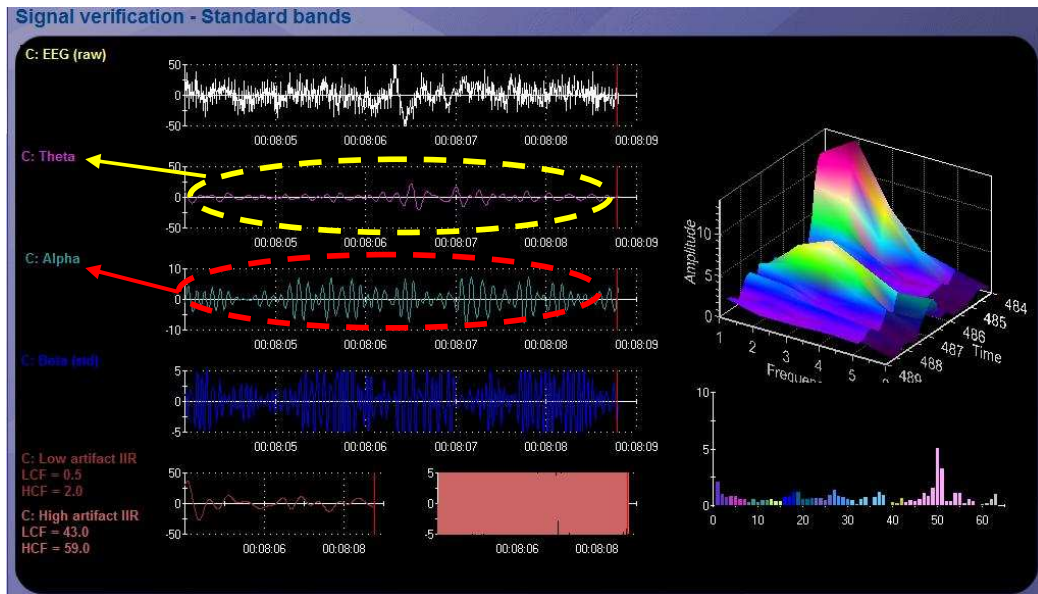 Signal verification - Standard bands
C: EEG (raw)
50
0
-50
00:08:05 00:08:06 00:08:07 00:08:08 00:08:09
C: Theta
50
0
-50
00:08:05 00:08:06 00:08:07 00:08:08 00:08:09
C: Alpha
10
0
-10
00:08:05 00:08:06 00:08:07 00:08:08 00:08:09
C: Beta (std)
5
0
-5
00:08:05 00:08:06 00:08:07 00:08:08 00:08:09
C: Low artifact IIR
LCF = 0.5
HCF = 2.0
C: High artifact IIR
LCF = 43.0
HCF = 59.0
50
0
-50
00:08:06 00:08:08
5
-5
00:08:06 00:08:08
Amplitude
10
5
0
1 2 3 4 5
Frequenc
484
485
486
487 Time
488
489
10
5
0
0 10 20 30 40 50 60